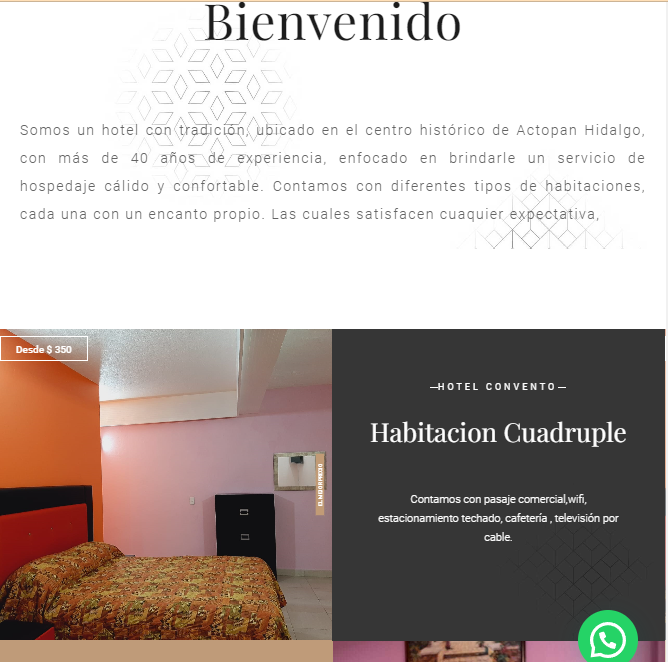 Bienvenido
Somos un hotel con tradición, ubicado en el centro histórico de Actopan Hidalgo,
con más de 40 años de experiencia, enfocado en brindarle un servicio de
hospedaje cálido y confortable. Contamos con diferentes tipos de habitaciones,
cada una con un encanto propio. Las cuales satisfacen cuaquier expectativa,
Desde $ 350
EL MEJOR PRECIO
—HOTEL CONVENTO—
Habitacion Cuadruple
Contamos con pasaje comercial,wifi,
estacionamiento techado, cafetería , televisión por
cable.